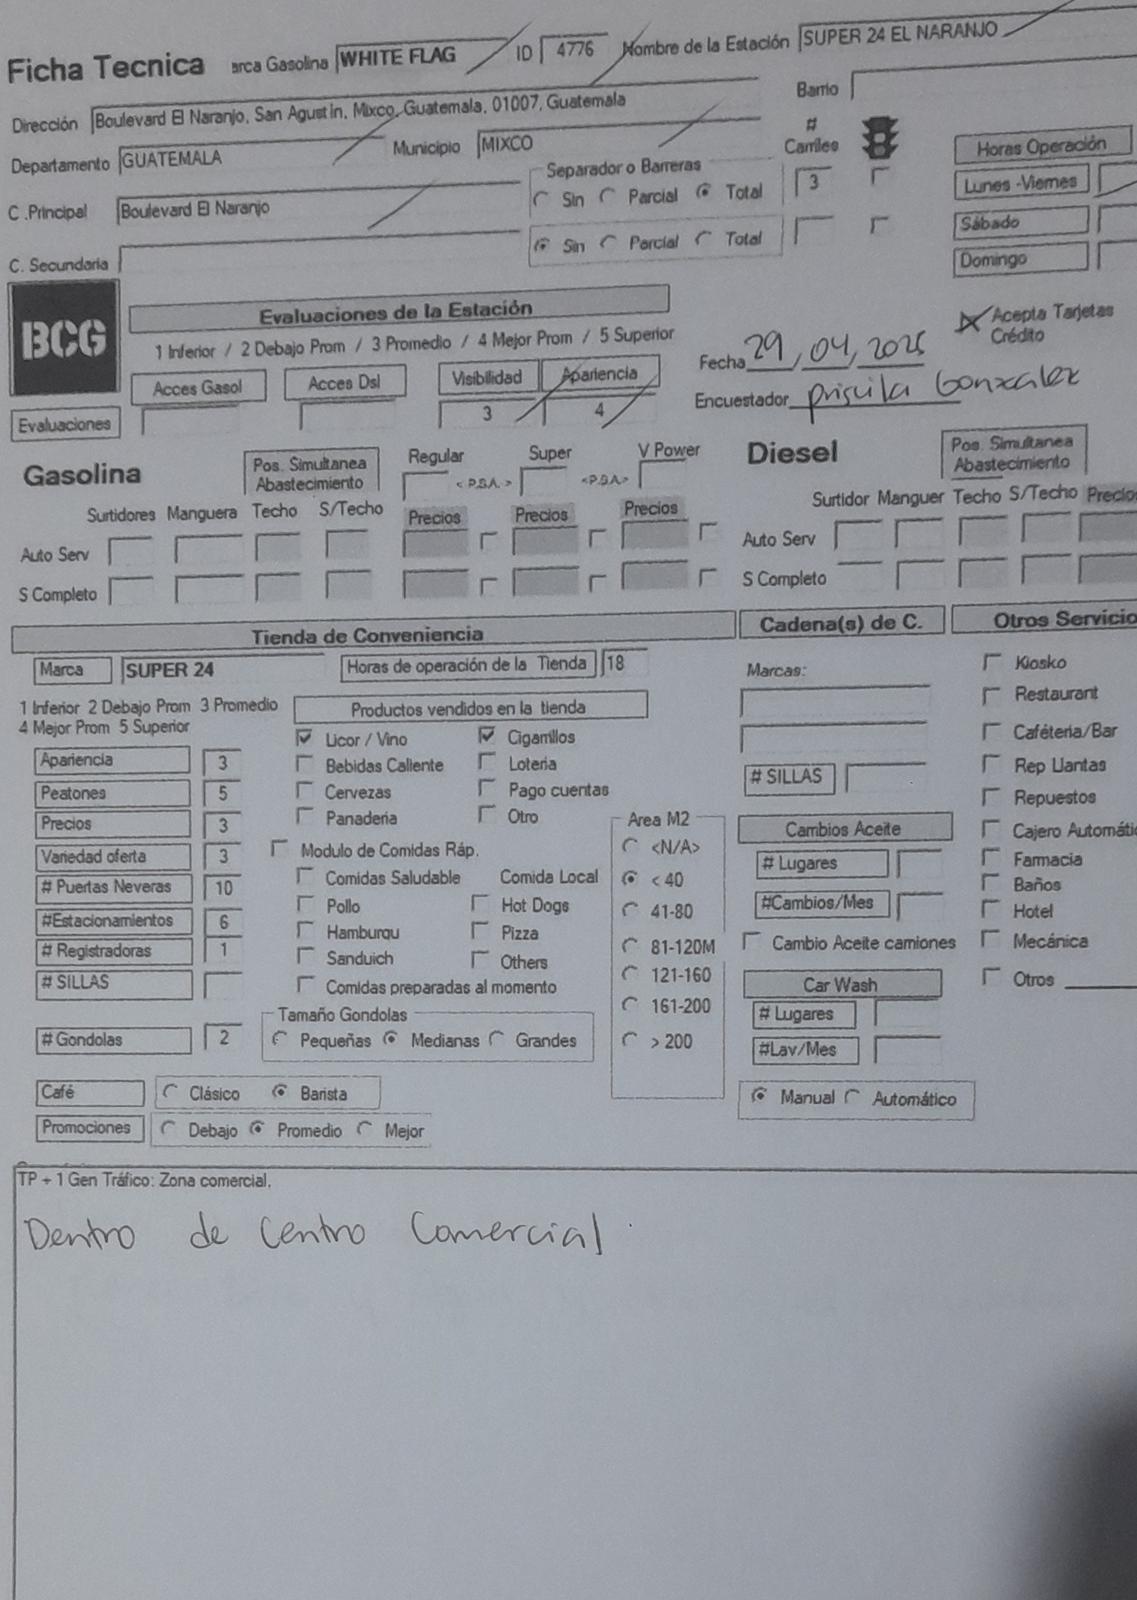 Ficha Tecnica arca Gasolina WHITE FLAG ID 4776 Nombre de la Estación SUPER 24 EL NARANJO
Dirección Boulevard El Naranjo, San Agustín, Mixco, Guatemala, 01007, Guatemala Barrio
Departamento GUATEMALA Municipio MIXCO # Carriles Horas Operación
Separador o Barreras
C .Principal Boulevard El Naranjo Sin Parcial Total 3 Lunes -Viernes
Sábado
C. Secundaria Sin Parcial Total Domingo
BCG
Evaluaciones de la Estación
1 Inferior / 2 Debajo Prom / 3 Promedio / 4 Mejor Prom / 5 Superior
Acepta Tarjetas Crédito
Fecha 29, 04, 2025
Acces Gasol Acces Dsl Visibilidad Apariencia
Encuestador Priscila Gonzalez
Evaluaciones 3 4
Gasolina Pos. Simultanea Abastecimiento Regular < P.B.A. > Super <P.B.A.> V Power Diesel Pos. Simultanea Abastecimiento
Surtidores Manguera Techo S/Techo Precios Precios Precios Surtidor Manguer Techo S/Techo Precio
Auto Serv Auto Serv
S Completo S Completo
Tienda de Conveniencia Cadena(s) de C. Otros Servicio
Marca SUPER 24 Horas de operación de la Tienda 18 Marcas: Kiosko
1 Inferior 2 Debajo Prom 3 Promedio
4 Mejor Prom 5 Superior
Productos vendidos en la tienda Restaurant
Licor / Vino Cigarrillos Caféteria/Bar
Apariencia 3 Bebidas Caliente Loteria # SILLAS Rep Llantas
Peatones 5 Cervezas Pago cuentas Repuestos
Precios 3 Panaderia Otro Area M2 Cambios Aceite Cajero Automátic
Variedad oferta 3 Modulo de Comidas Ráp. <N/A> # Lugares Farmacia
# Puertas Neveras 10 Comidas Saludable Comida Local < 40 #Cambios/Mes Baños
#Estacionamientos 6 Pollo Hot Dogs 41-80 Hotel
# Registradoras 1 Hamburqu Pizza 81-120M Cambio Aceite camiones Mecánica
# SILLAS Sanduich Others 121-160 Car Wash Otros
Comidas preparadas al momento 161-200 # Lugares
Tamaño Gondolas
# Gondolas 2 Pequeñas Medianas Grandes > 200 #Lav/Mes
Café Clásico Barista Manual Automático
Promociones Debajo Promedio Mejor
TP + 1 Gen Tráfico: Zona comercial.
Dentro de Centro Comercial